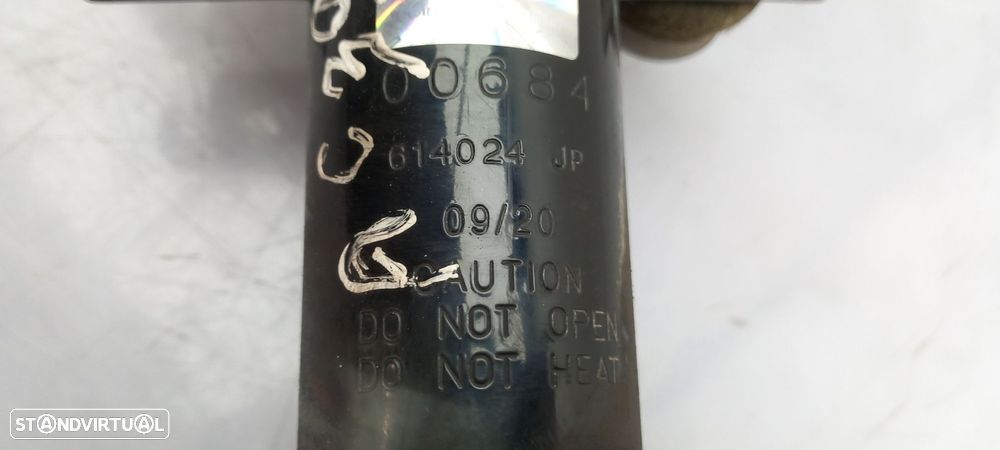 00684
614024 JP
09/20
CAUTION
DO NOT OPEN
DO NOT HEAT
STANDVIRTUAL